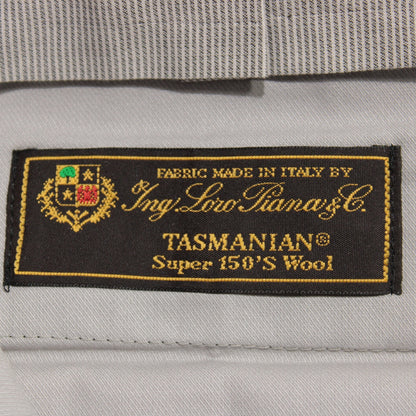 FABRIC MADE IN ITALY BY
Ing. Loro Piana & C.
TASMANIAN®
Super 150'S Wool